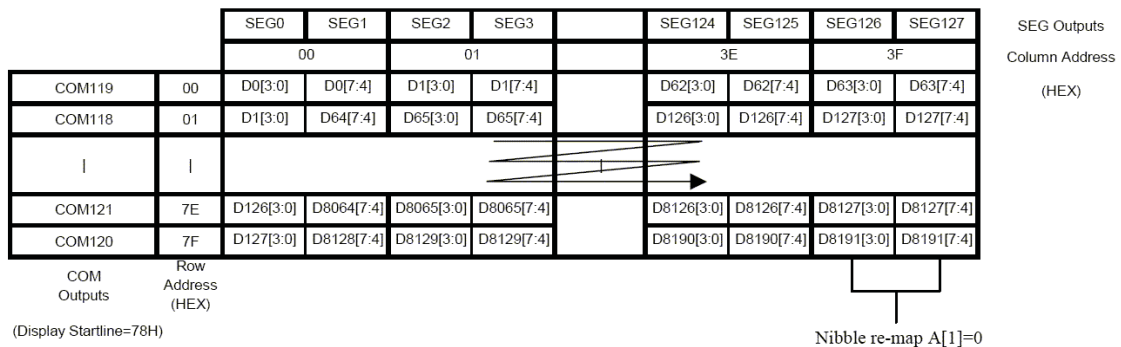 SEG0 SEG1 SEG2 SEG3 SEG124 SEG125 SEG126 SEG127 SEG Outputs
00 01 3E 3F Column Address
(HEX)
COM119 00 D0[3:0] D0[7:4] D1[3:0] D1[7:4] D62[3:0] D62[7:4] D63[3:0] D63[7:4]
COM118 01 D1[3:0] D64[7:4] D65[3:0] D65[7:4] D126[3:0] D126[7:4] D127[3:0] D127[7:4]
| | |
COM121 7E D126[3:0] D8064[7:4] D8065[3:0] D8065[7:4] D8126[3:0] D8126[7:4] D8127[3:0] D8127[7:4]
COM120 7F D127[3:0] D8128[7:4] D8129[3:0] D8129[7:4] D8190[3:0] D8190[7:4] D8191[3:0] D8191[7:4]
COM
Outputs
Row
Address
(HEX)
(Display Startline=78H)
Nibble re-map A[1]=0